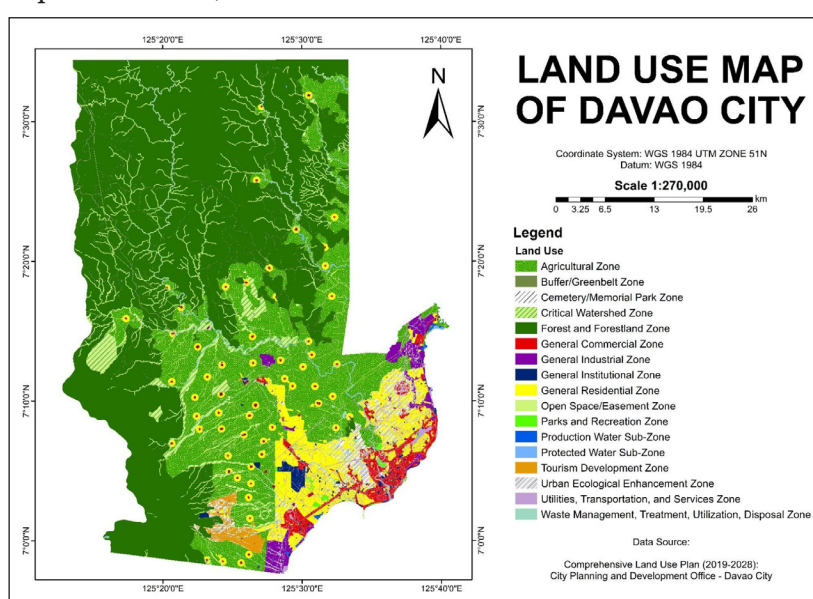 125°20'0"E 125°30'0"E 125°40'0"E
N
7°30'0"N 7°30'0"N
7°20'0"N 7°20'0"N
7°10'0"N 7°10'0"N
7°0'0"N 7°0'0"N
125°20'0"E 125°30'0"E 125°40'0"E
LAND USE MAP
OF DAVAO CITY
Coordinate System: WGS 1984 UTM ZONE 51N
Datum: WGS 1984
Scale 1:270,000
km
0 3.25 6.5 13 19.5 26
Legend
Land Use
Agricultural Zone
Buffer/Greenbelt Zone
Cemetery/Memorial Park Zone
Critical Watershed Zone
Forest and Forestland Zone
General Commercial Zone
General Industrial Zone
General Institutional Zone
General Residential Zone
Open Space/Easement Zone
Parks and Recreation Zone
Production Water Sub-Zone
Protected Water Sub-Zone
Tourism Development Zone
Urban Ecological Enhancement Zone
Utilities, Transportation, and Services Zone
Waste Management, Treatment, Utilization, Disposal Zone
Data Source:
Comprehensive Land Use Plan (2019-2028):
City Planning and Development Office - Davao City